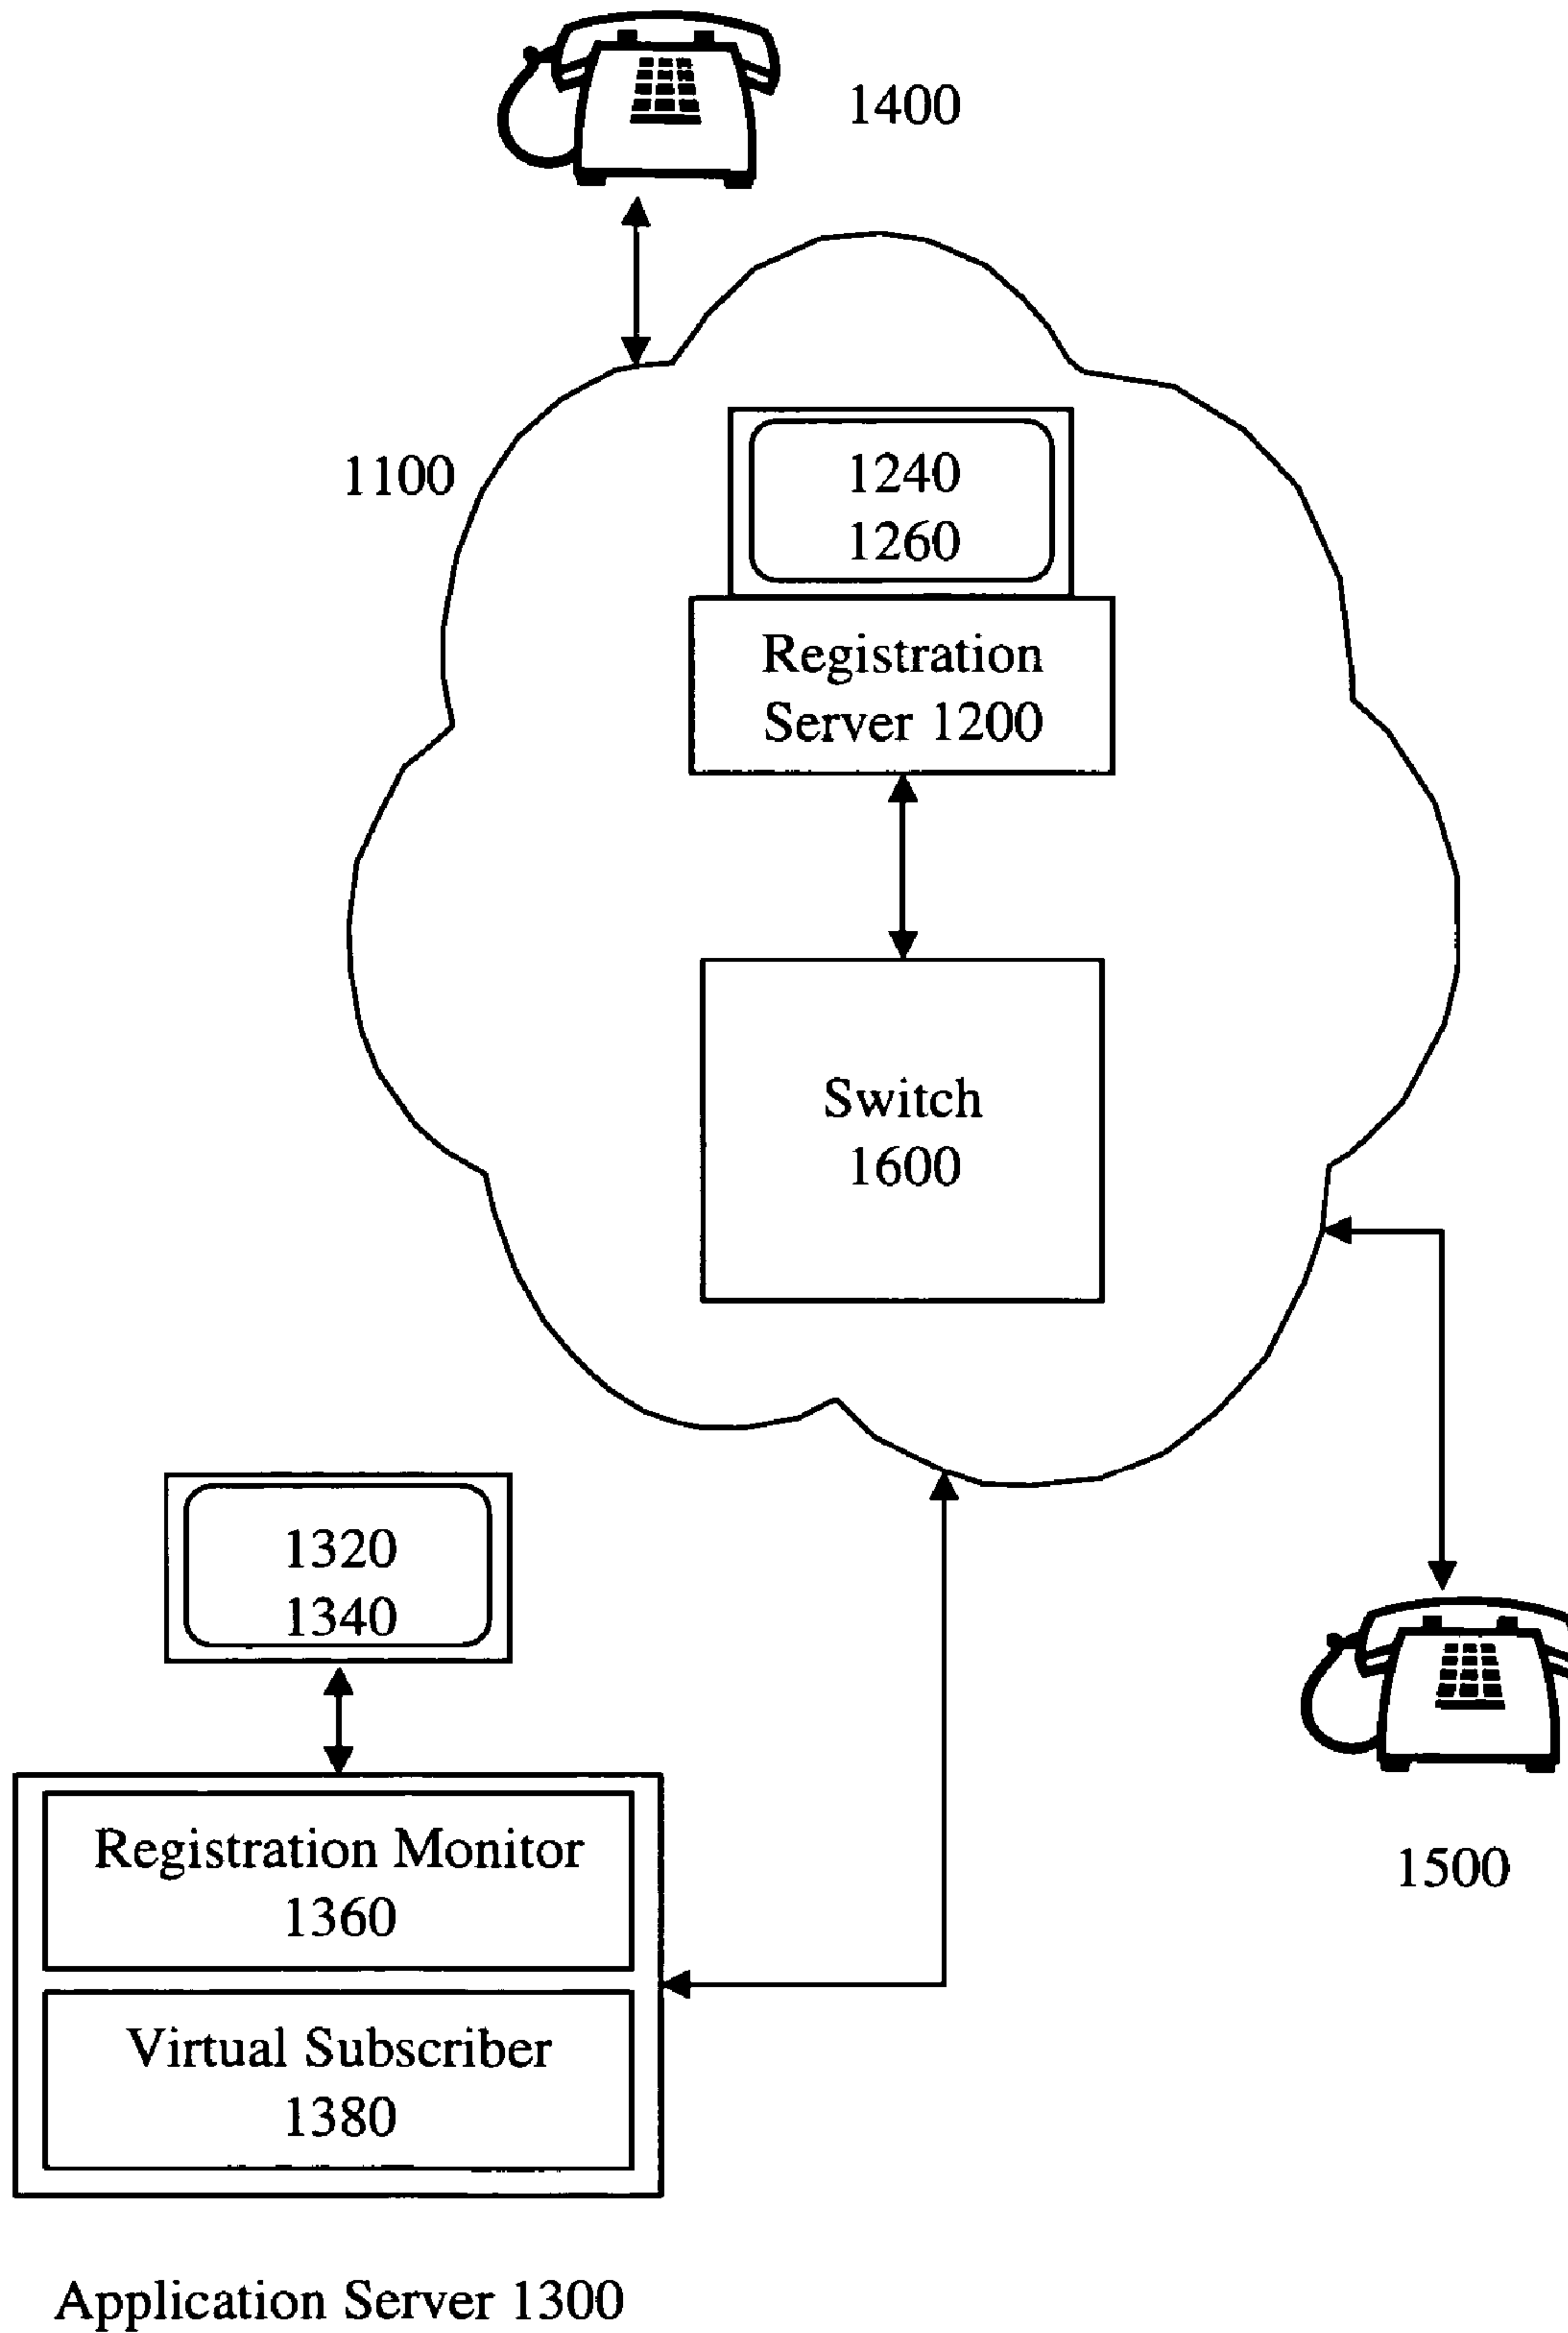 1400
1100
1240
1260
Registration
Server 1200
Switch
1600
1320
1340
Registration Monitor
1360
1500
Virtual Subscriber
1380
Application Server 1300